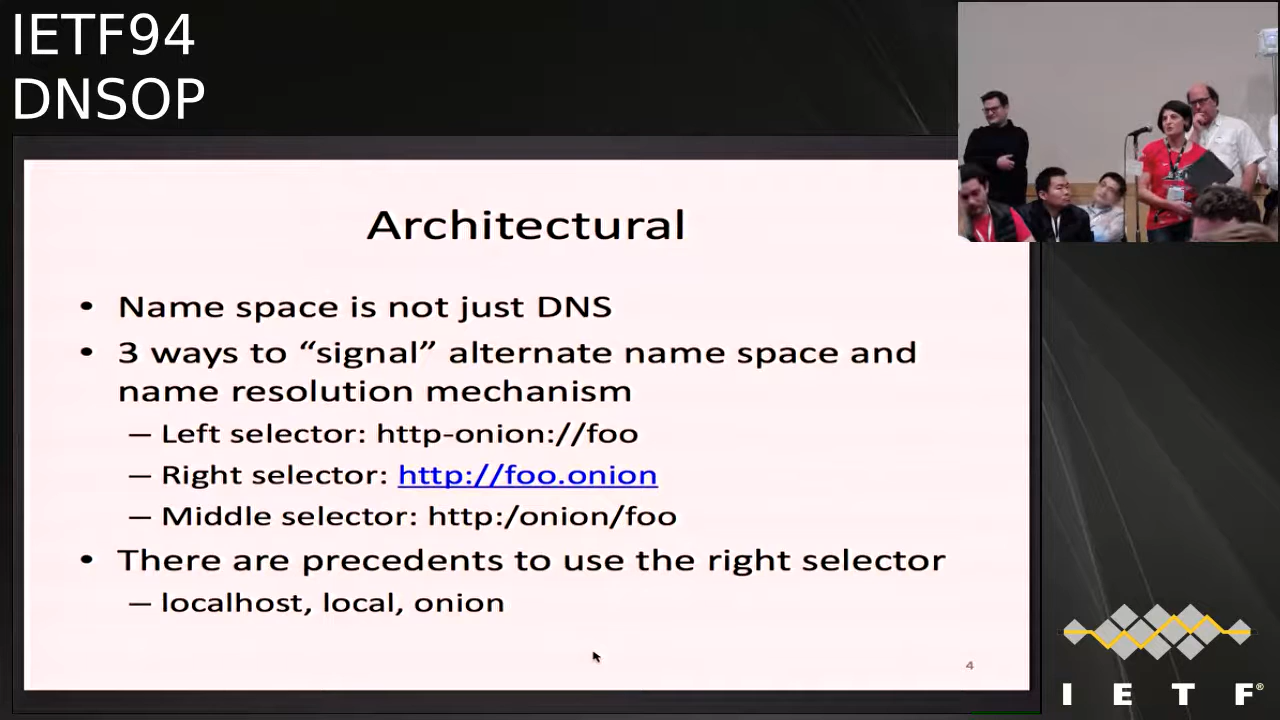 IETF94
DNSOP
Architectural
• Name space is not just DNS
• 3 ways to “signal” alternate name space and
name resolution mechanism
– Left selector: http-onion://foo
– Right selector: http://foo.onion
– Middle selector: http:/onion/foo
• There are precedents to use the right selector
– localhost, local, onion
4
I E T F®